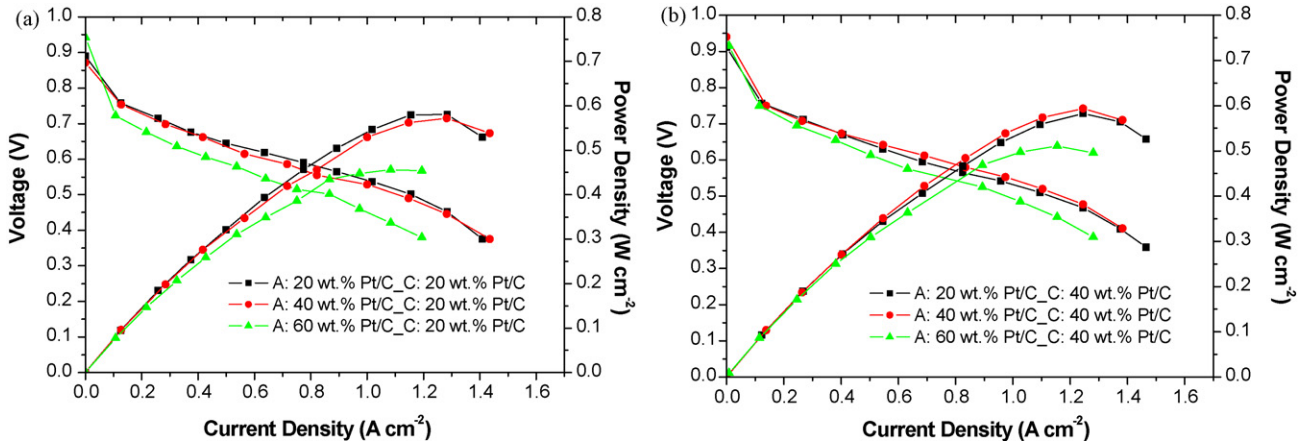 (a)
Voltage (V)
1.0
0.9
0.8
0.7
0.6
0.5
0.4
0.3
0.2
0.1
0.0
0.0 0.2 0.4 0.6 0.8 1.0 1.2 1.4 1.6
Current Density (A cm-2)
0.8
0.7
0.6
0.5
0.4
0.3
0.2
0.1
0.0
Power Density (W cm-2)
A: 20 wt.% Pt/C_C: 20 wt.% Pt/C
A: 40 wt.% Pt/C_C: 20 wt.% Pt/C
A: 60 wt.% Pt/C_C: 20 wt.% Pt/C
(b)
Voltage (V)
1.0
0.9
0.8
0.7
0.6
0.5
0.4
0.3
0.2
0.1
0.0
0.0 0.2 0.4 0.6 0.8 1.0 1.2 1.4 1.6
Current Density (A cm-2)
0.8
0.7
0.6
0.5
0.4
0.3
0.2
0.1
0.0
Power Density (W cm-2)
A: 20 wt.% Pt/C_C: 40 wt.% Pt/C
A: 40 wt.% Pt/C_C: 40 wt.% Pt/C
A: 60 wt.% Pt/C_C: 40 wt.% Pt/C